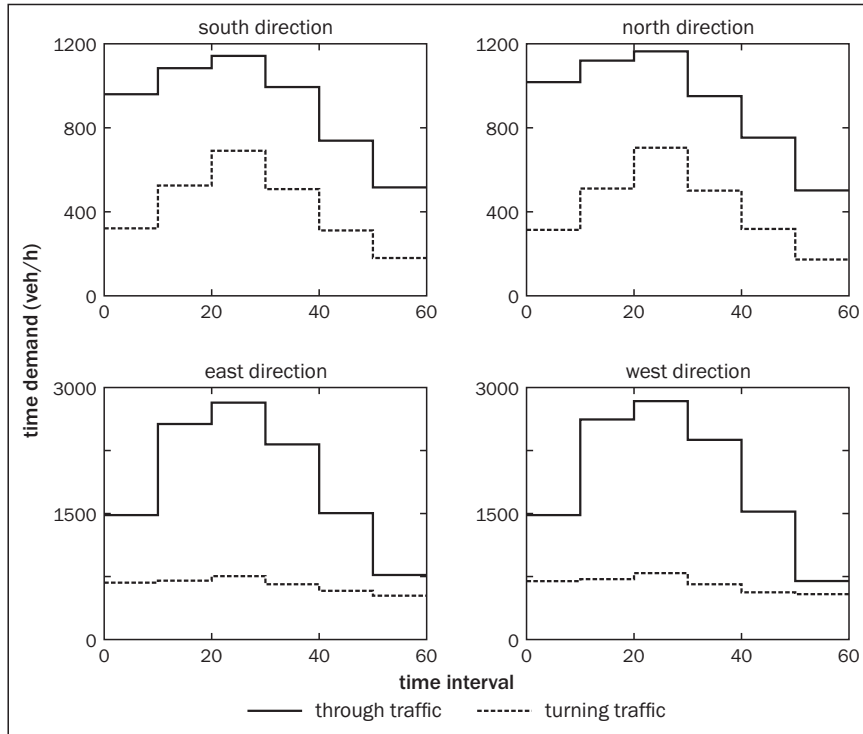 south direction
north direction
1200
800
400
0
0 20 40 60
1200
800
400
0
0 20 40 60
time demand (veh/h)
east direction
west direction
3000
1500
0
0 20 40 60
3000
1500
0
0 20 40 60
time interval
through traffic
turning traffic